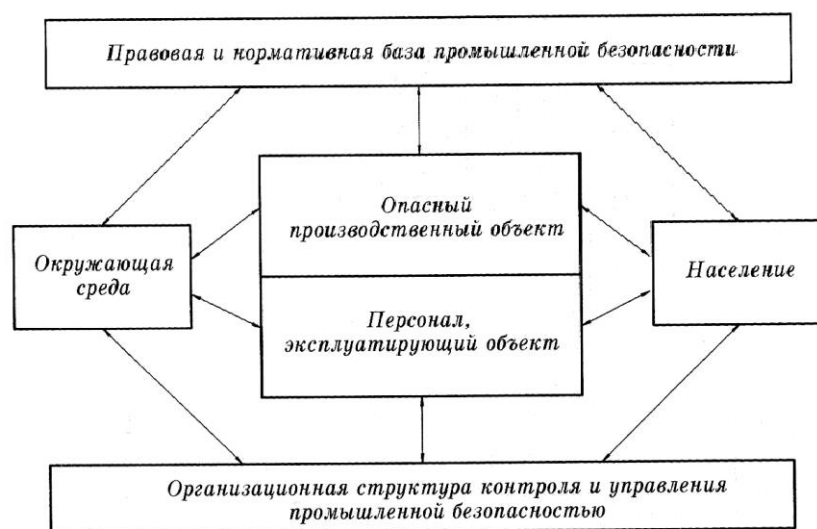 Правовая и нормативная база промышленной безопасности
Опасный
производственный объект
Окружающая
среда
Население
Персонал,
эксплуатирующий объект
Организационная структура контроля и управления
промышленной безопасностью